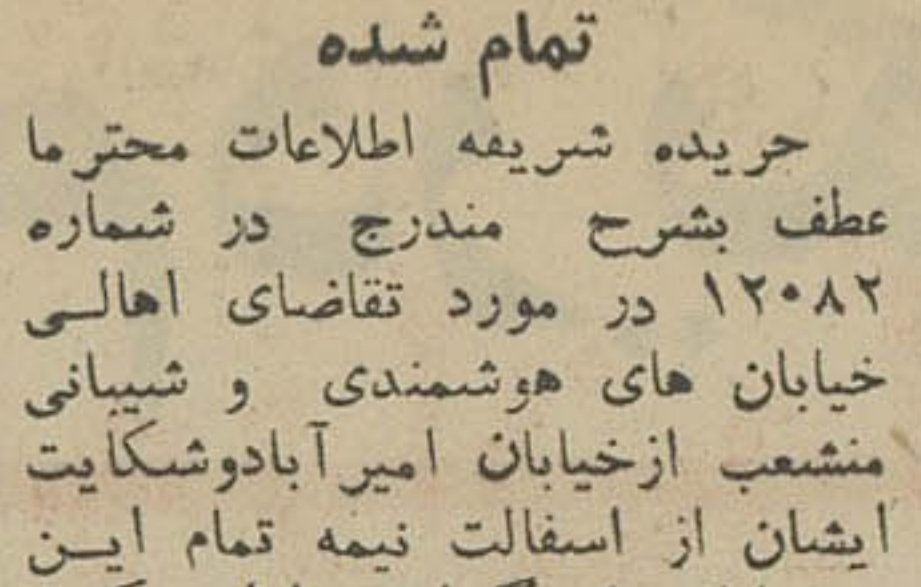 تمام شده
جریده شریفه اطلاعات محترما
عطف بشرح مندرج در شماره
۱۲۰۸۲ در مورد تقاضای اهالی
خیابان های هوشمندی و شیبانی
منشعب ازخیابان امیرآبادوشکایت
ایشان از اسفالت نیمه تمام این